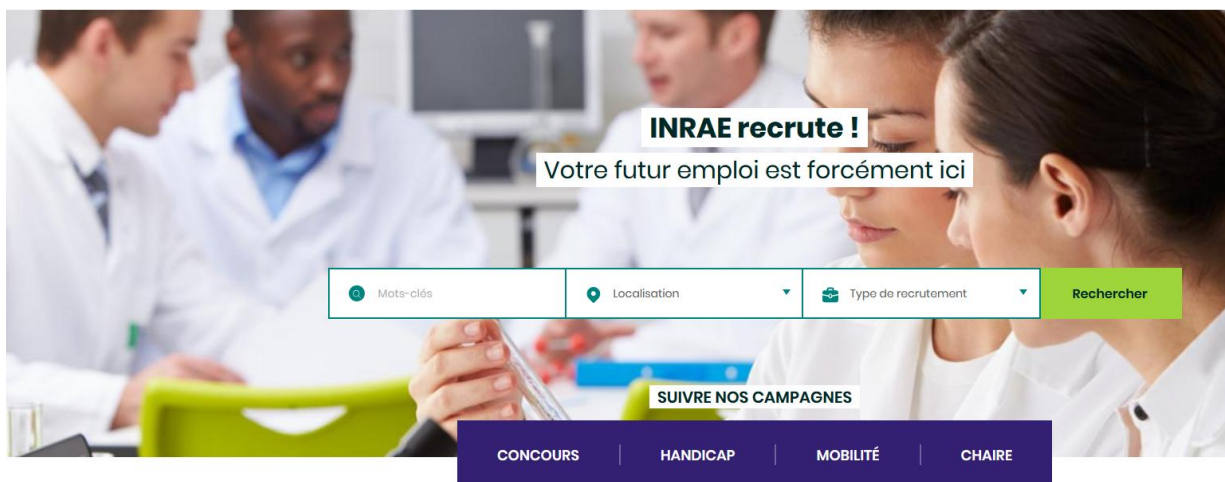 INRAE recrute !
Votre futur emploi est forcément ici
Mots-clés
Localisation
Type de recrutement
Rechercher
SUIVRE NOS CAMPAGNES
CONCOURS
HANDICAP
MOBILITÉ
CHAIRE